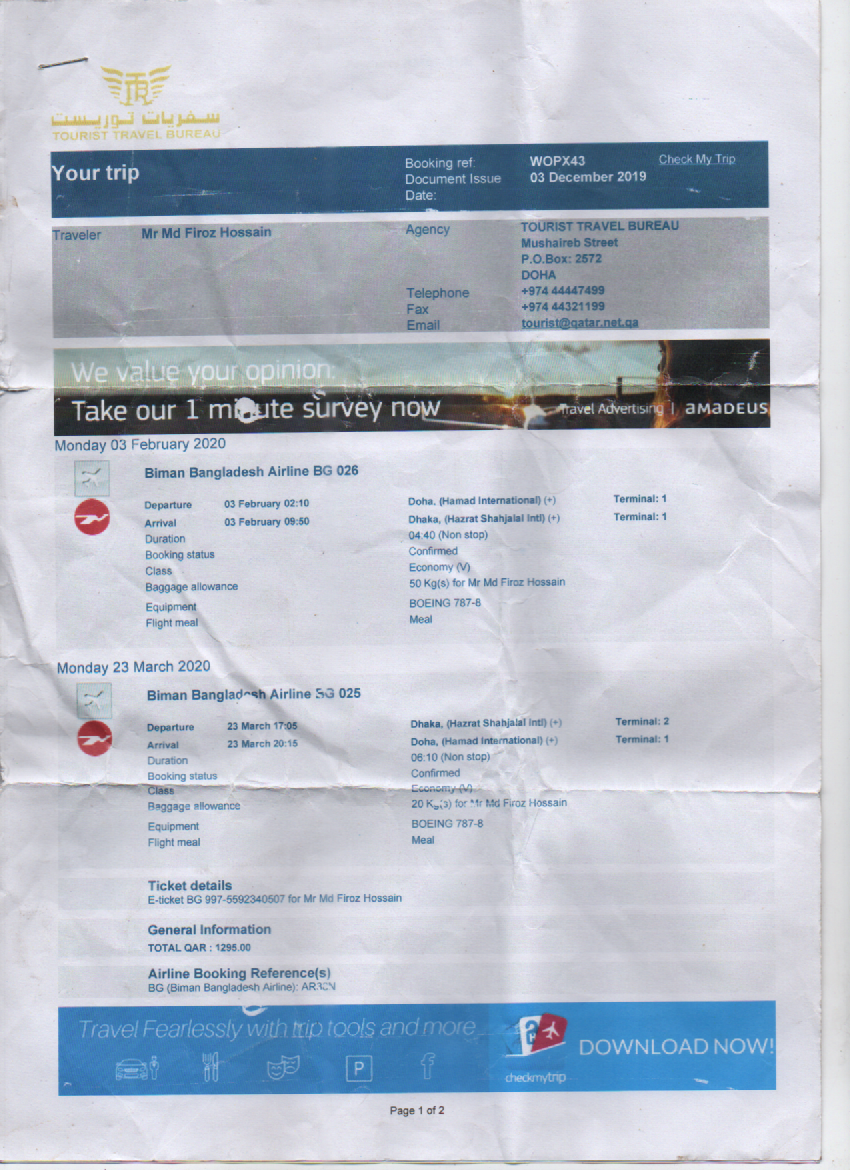 سفريات توريست
TOURIST TRAVEL BUREAU
Your trip
Booking ref: WOPX43 Check My Trip
Document Issue Date: 03 December 2019
Traveler Mr Md Firoz Hossain
Agency TOURIST TRAVEL BUREAU
Mushaireb Street
P.O.Box: 2572
DOHA
Telephone +974 44447499
Fax +974 44321199
Email tourist@qatar.net.qa
We value your opinion:
Take our 1 minute survey now
Travel Advertising | aMaDEUS
Monday 03 February 2020
Biman Bangladesh Airline BG 026
Departure 03 February 02:10 Doha, (Hamad International) (+) Terminal: 1
Arrival 03 February 09:50 Dhaka, (Hazrat Shahjalal Intl) (+) Terminal: 1
Duration 04:40 (Non stop)
Booking status Confirmed
Class Economy (V)
Baggage allowance 50 Kg(s) for Mr Md Firoz Hossain
Equipment BOEING 787-8
Flight meal Meal
Monday 23 March 2020
Biman Bangladesh Airline BG 025
Departure 23 March 17:05 Dhaka, (Hazrat Shahjalal Intl) (+) Terminal: 2
Arrival 23 March 20:15 Doha, (Hamad International) (+) Terminal: 1
Duration 06:10 (Non stop)
Booking status Confirmed
Class Economy (V)
Baggage allowance 20 Kg(s) for Mr Md Firoz Hossain
Equipment BOEING 787-8
Flight meal Meal
Ticket details
E-ticket BG 997-5592340507 for Mr Md Firoz Hossain
General Information
TOTAL QAR : 1295.00
Airline Booking Reference(s)
BG (Biman Bangladesh Airline):
Travel Fearlessly with trip tools and more
P
f
checkmytrip
DOWNLOAD NOW!
Page 1 of 2